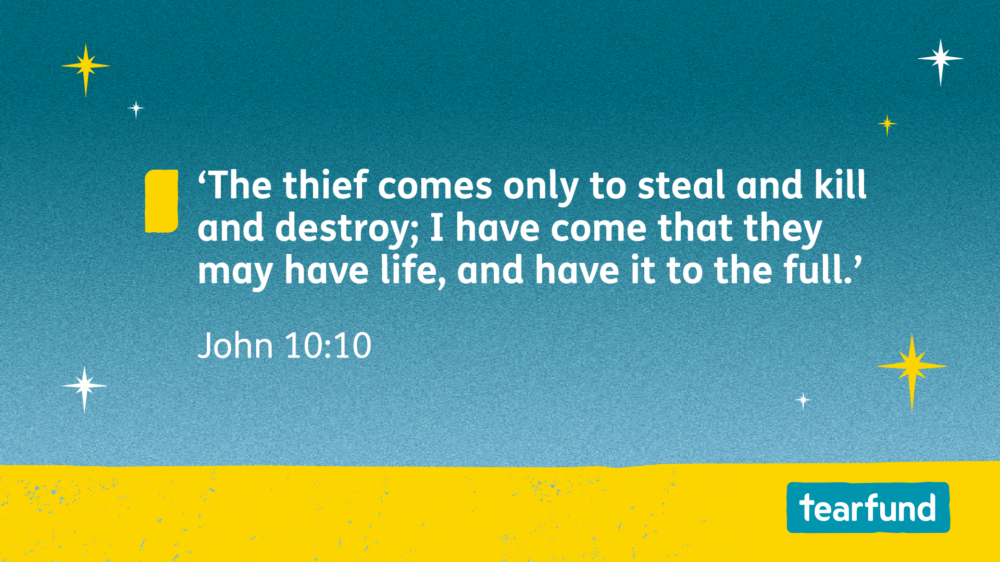 ‘The thief comes only to steal and kill
and destroy; I have come that they
may have life, and have it to the full.’
John 10:10
tearfund